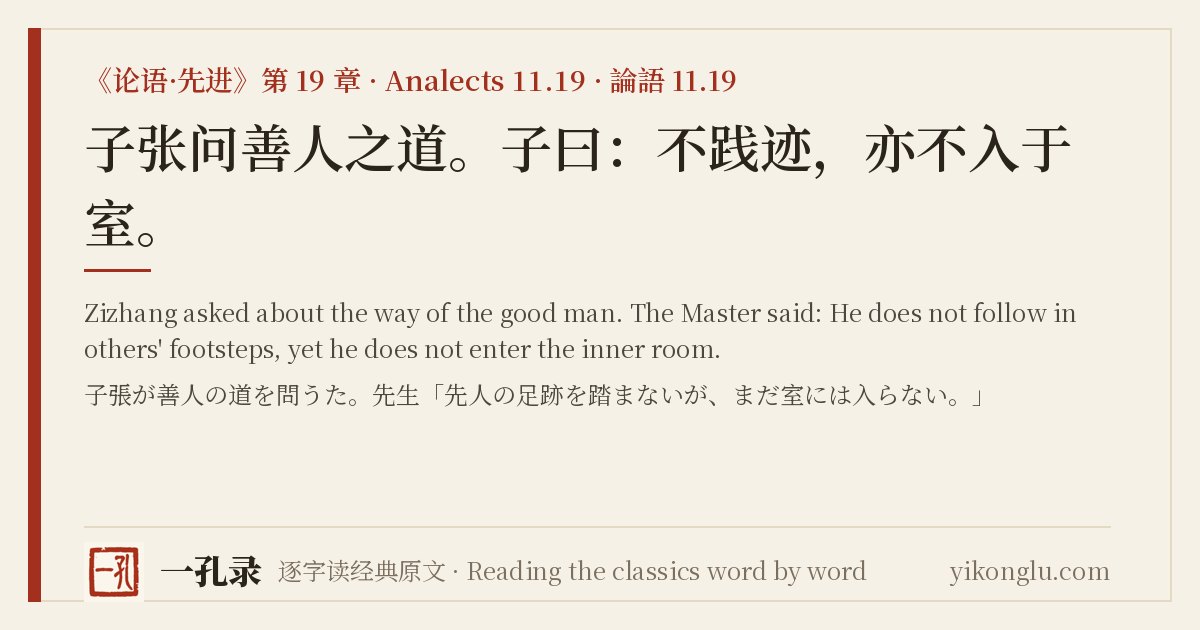 《论语·先进》第 19 章 · Analects 11.19 · 論語 11.19
子张问善人之道。子曰：不践迹，亦不入于
室。
Zizhang asked about the way of the good man. The Master said: He does not follow in
others' footsteps, yet he does not enter the inner room.
子張が善人の道を問うた。先生「先人の足跡を踏まないが、まだ室には入らない。」
一孔
一孔录 逐字读经典原文 · Reading the classics word by word yikonglu.com